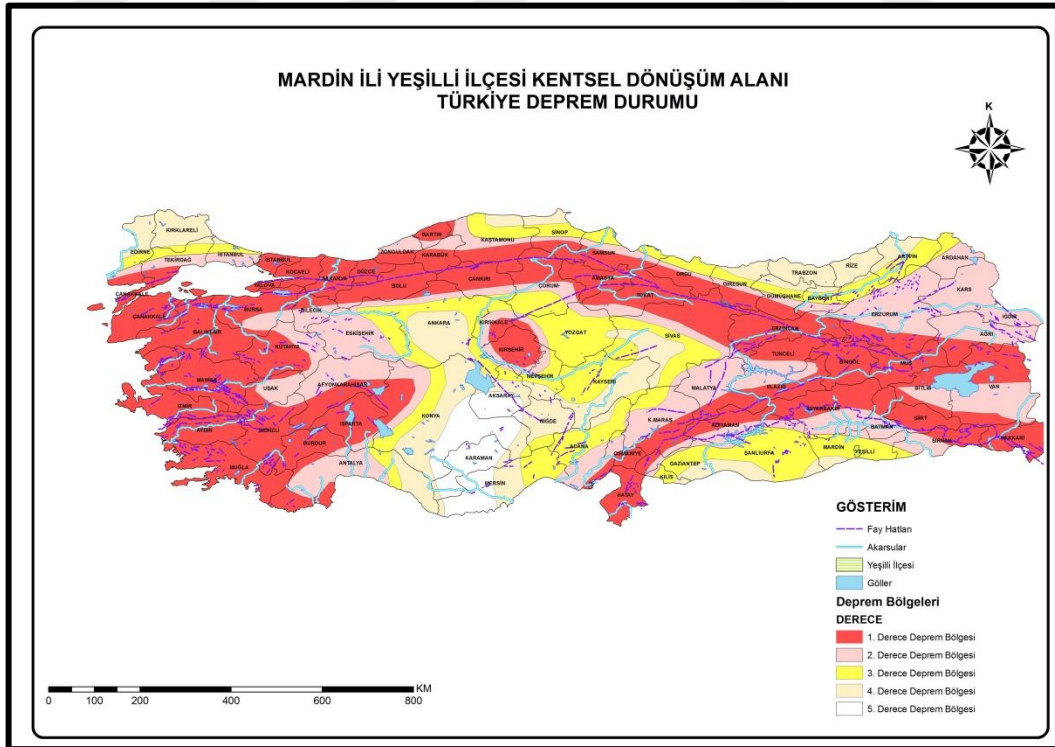 MARDİN İLİ YEŞİLLİ İLÇESİ KENTSEL DÖNÜŞÜM ALANI
TÜRKİYE DEPREM DURUMU
K
KIRKLARELİ
EDİRNE
TEKİRDAĞ
İSTANBUL
İSTANBUL
KOCAELİ
YALOVA
SAKARYA
DÜZCE
ZONGULDAK
BARTIN
KARABÜK
KASTAMONU
SİNOP
SAMSUN
BOLU
ÇANKIRI
ÇORUM
AMASYA
TOKAT
ORDU
GİRESUN
TRABZON
RİZE
ARTVİN
ARDAHAN
GÜMÜŞHANE
BAYBURT
KARS
ERZURUM
IĞDIR
AĞRI
ÇANAKKALE
ÇANAKKALE
BURSA
BİLECİK
BALIKESİR
ESKİŞEHİR
ANKARA
KIRIKKALE
YOZGAT
SİVAS
ERZİNCAN
TUNCELİ
BİNGÖL
MUŞ
KÜTAHYA
KIRŞEHİR
NEVŞEHİR
KAYSERİ
MALATYA
ELAZIĞ
BİTLİS
VAN
MANİSA
UŞAK
AFYONKARAHİSAR
AKSARAY
İZMİR
AYDIN
DENİZLİ
ISPARTA
BURDUR
KONYA
NİĞDE
ADANA
K.MARAŞ
ADIYAMAN
DİYARBAKIR
BATMAN
SİİRT
ŞIRNAK
HAKKARİ
MUĞLA
ANTALYA
KARAMAN
MERSİN
OSMANİYE
GAZİANTEP
ŞANLIURFA
MARDİN
YEŞİLLİ
KİLİS
HATAY
GÖSTERİM
Fay Hatları
Akarsular
Yeşilli İlçesi
Göller
Deprem Bölgeleri
DERECE
1. Derece Deprem Bölgesi
2. Derece Deprem Bölgesi
3. Derece Deprem Bölgesi
4. Derece Deprem Bölgesi
5. Derece Deprem Bölgesi
KM
0 100 200 400 600 800